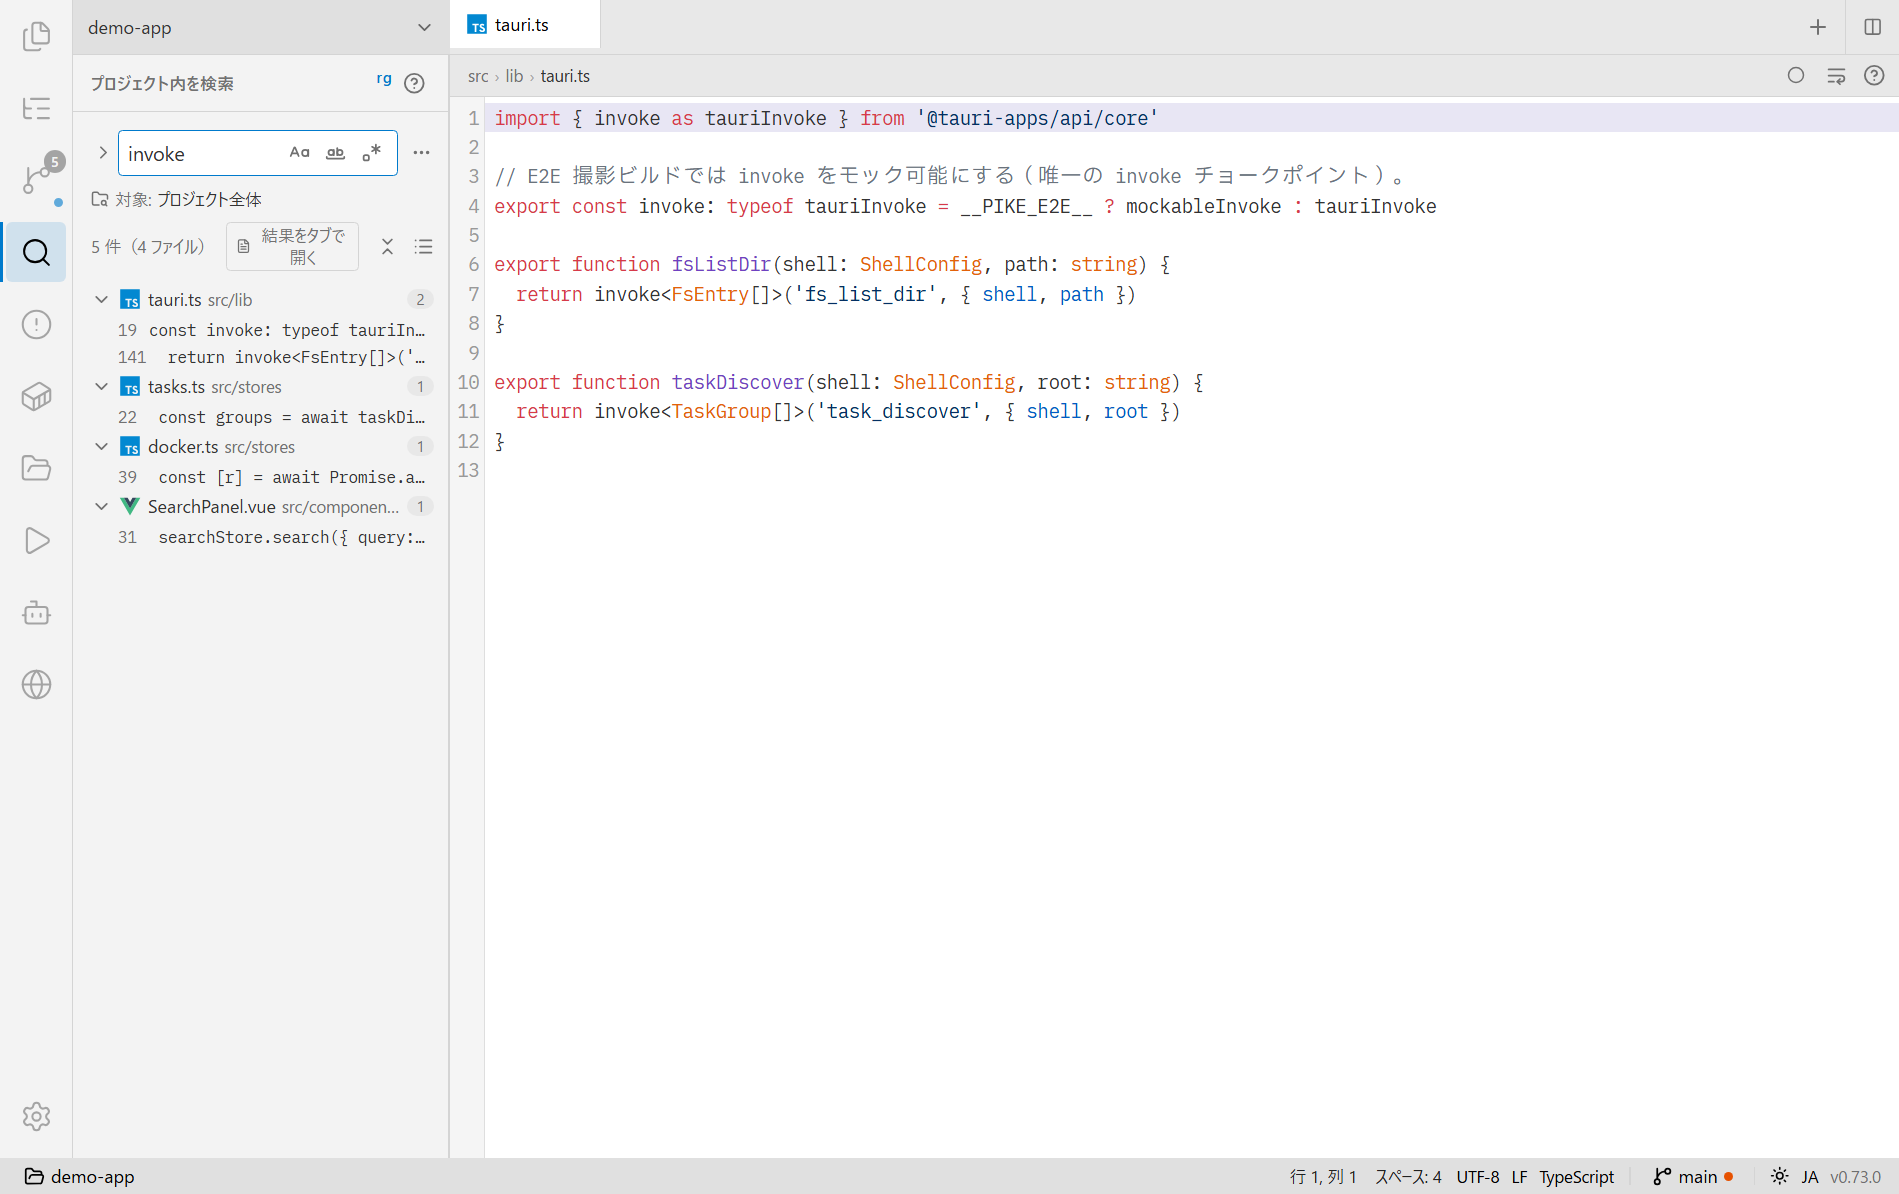 demo-app
tauri.ts
プロジェクト内を検索
rg
src › lib › tauri.ts
5
invoke
Aa ab .*
対象: プロジェクト全体
5 件（4 ファイル）
結果をタブで
開く
tauri.ts src/lib 2
19 const invoke: typeof tauriIn…
141 return invoke<FsEntry[]>('…
tasks.ts src/stores 1
22 const groups = await taskDi…
docker.ts src/stores 1
39 const [r] = await Promise.a…
SearchPanel.vue src/componen… 1
31 searchStore.search({ query:…
1 import { invoke as tauriInvoke } from '@tauri-apps/api/core'
2
3 // E2E 撮影ビルドでは invoke をモック可能にする（唯一の invoke チョークポイント）。
4 export const invoke: typeof tauriInvoke = __PIKE_E2E__ ? mockableInvoke : tauriInvoke
5
6 export function fsListDir(shell: ShellConfig, path: string) {
7   return invoke<FsEntry[]>('fs_list_dir', { shell, path })
8 }
9
10 export function taskDiscover(shell: ShellConfig, root: string) {
11   return invoke<TaskGroup[]>('task_discover', { shell, root })
12 }
13
demo-app
行 1, 列 1 スペース: 4 UTF-8 LF TypeScript main JA v0.73.0